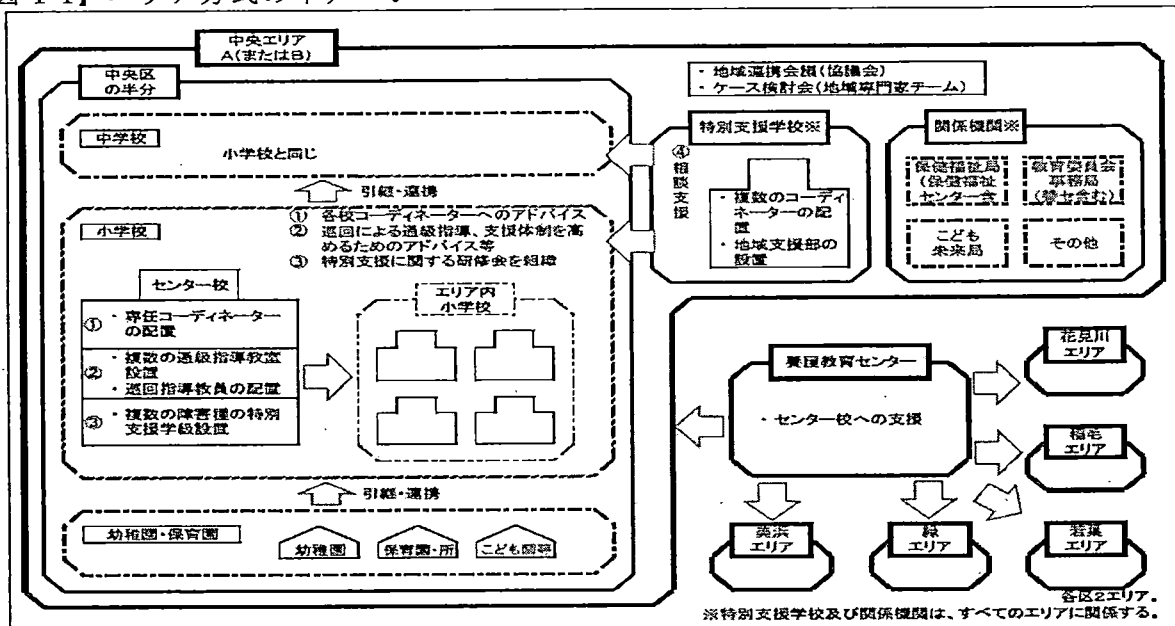 中央エリア
A(またはB)
中央区
の半分
・地域連携会議(協議会)
・ケース検討会(地域専門家チーム)
中学校
小学校と同じ
特別支援学校※
④相談支援
・複数のコーディ
ネーターの配
置
・地域支援部の
設置
関係機関※
保健福祉局
(保健福祉
センター含)
教育委員会
事務局
(養セ含む)
こども
未来局
その他
引継・連携
小学校
① 各校コーディネーターへのアドバイス
② 巡回による通級指導、支援体制を高
めるためのアドバイス等
③ 特別支援に関する研修会を組織
センター校
① ・専任コーディネーター
の配置
② ・複数の通級指導教室
設置
・巡回指導教員の配置
③ ・複数の障害種の特別
支援学級設置
エリア内
小学校
引継・連携
幼稚園・保育園
幼稚園
保育園・所
こども園等
養護教育センター
・センター校への支援
花見川
エリア
稲毛
エリア
美浜
エリア
緑
エリア
若葉
エリア
各区2エリア。
※特別支援学校及び関係機関は、すべてのエリアに関係する。